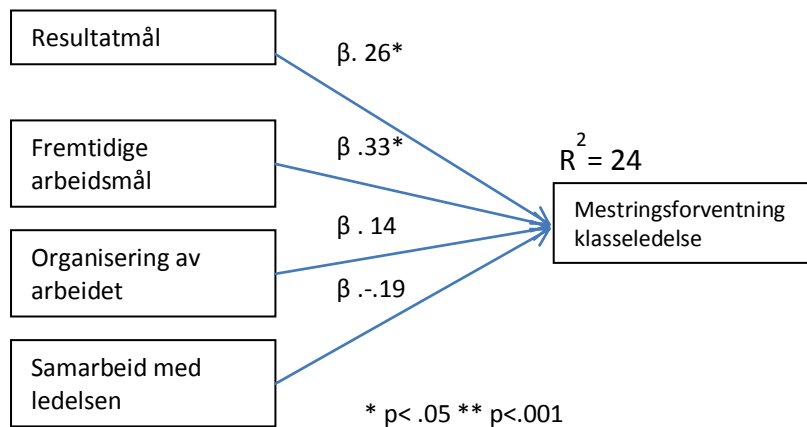 Resultatmål
β. 26*
Fremtidige
arbeidsmål
β .33*
R² = 24
Mestringsforventning
klasseledelse
Organisering av
arbeidet
β . 14
β .-.19
Samarbeid med
ledelsen
* p< .05 ** p<.001